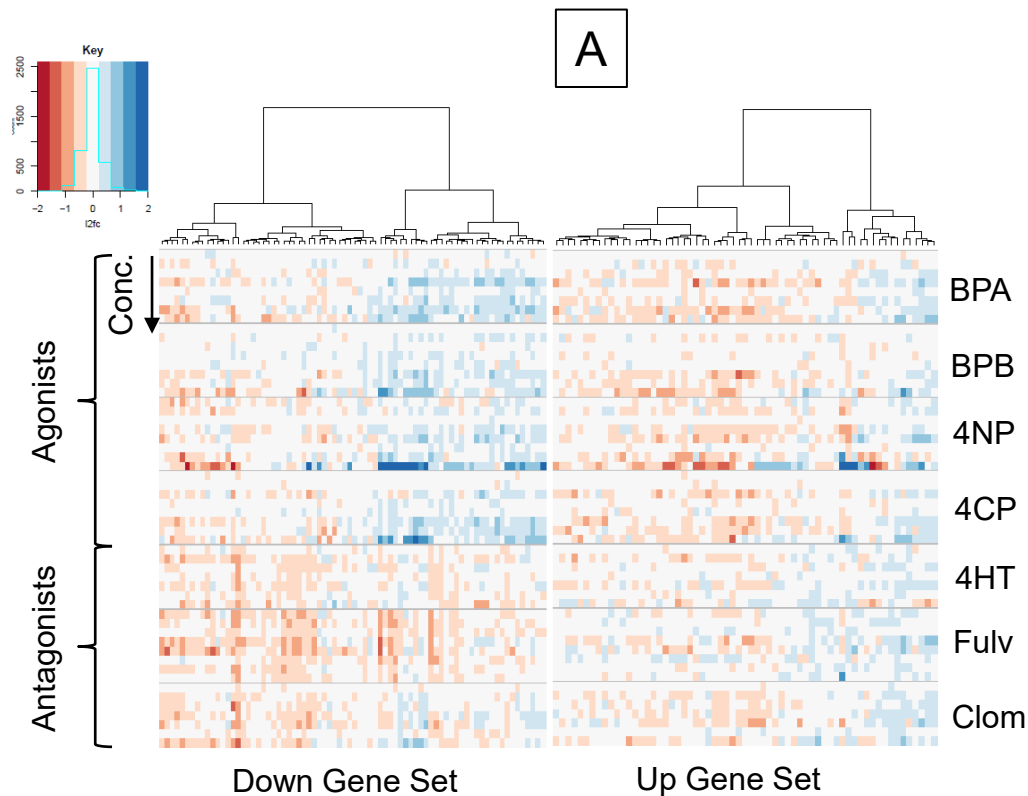 A
Key
2500
1500
500
0
−2 −1 0 1 2
l2fc
Conc.
Agonists
Antagonists
BPA
BPB
4NP
4CP
4HT
Fulv
Clom
Down Gene Set
Up Gene Set